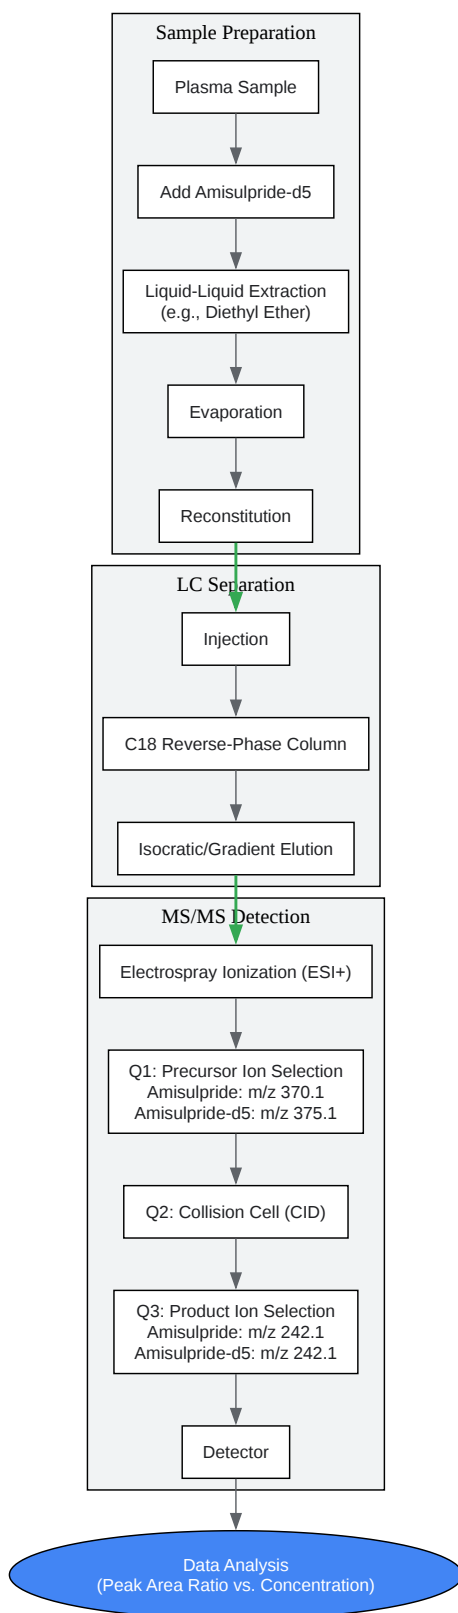 Sample Preparation
Plasma Sample
Add Amisulpride-d5
Liquid-Liquid Extraction
(e.g., Diethyl Ether)
Evaporation
Reconstitution
LC Separation
Injection
C18 Reverse-Phase Column
Isocratic/Gradient Elution
MS/MS Detection
Electrospray Ionization (ESI+)
Q1: Precursor Ion Selection
Amisulpride: m/z 370.1
Amisulpride-d5: m/z 375.1
Q2: Collision Cell (CID)
Q3: Product Ion Selection
Amisulpride: m/z 242.1
Amisulpride-d5: m/z 242.1
Detector
Data Analysis
(Peak Area Ratio vs. Concentration)